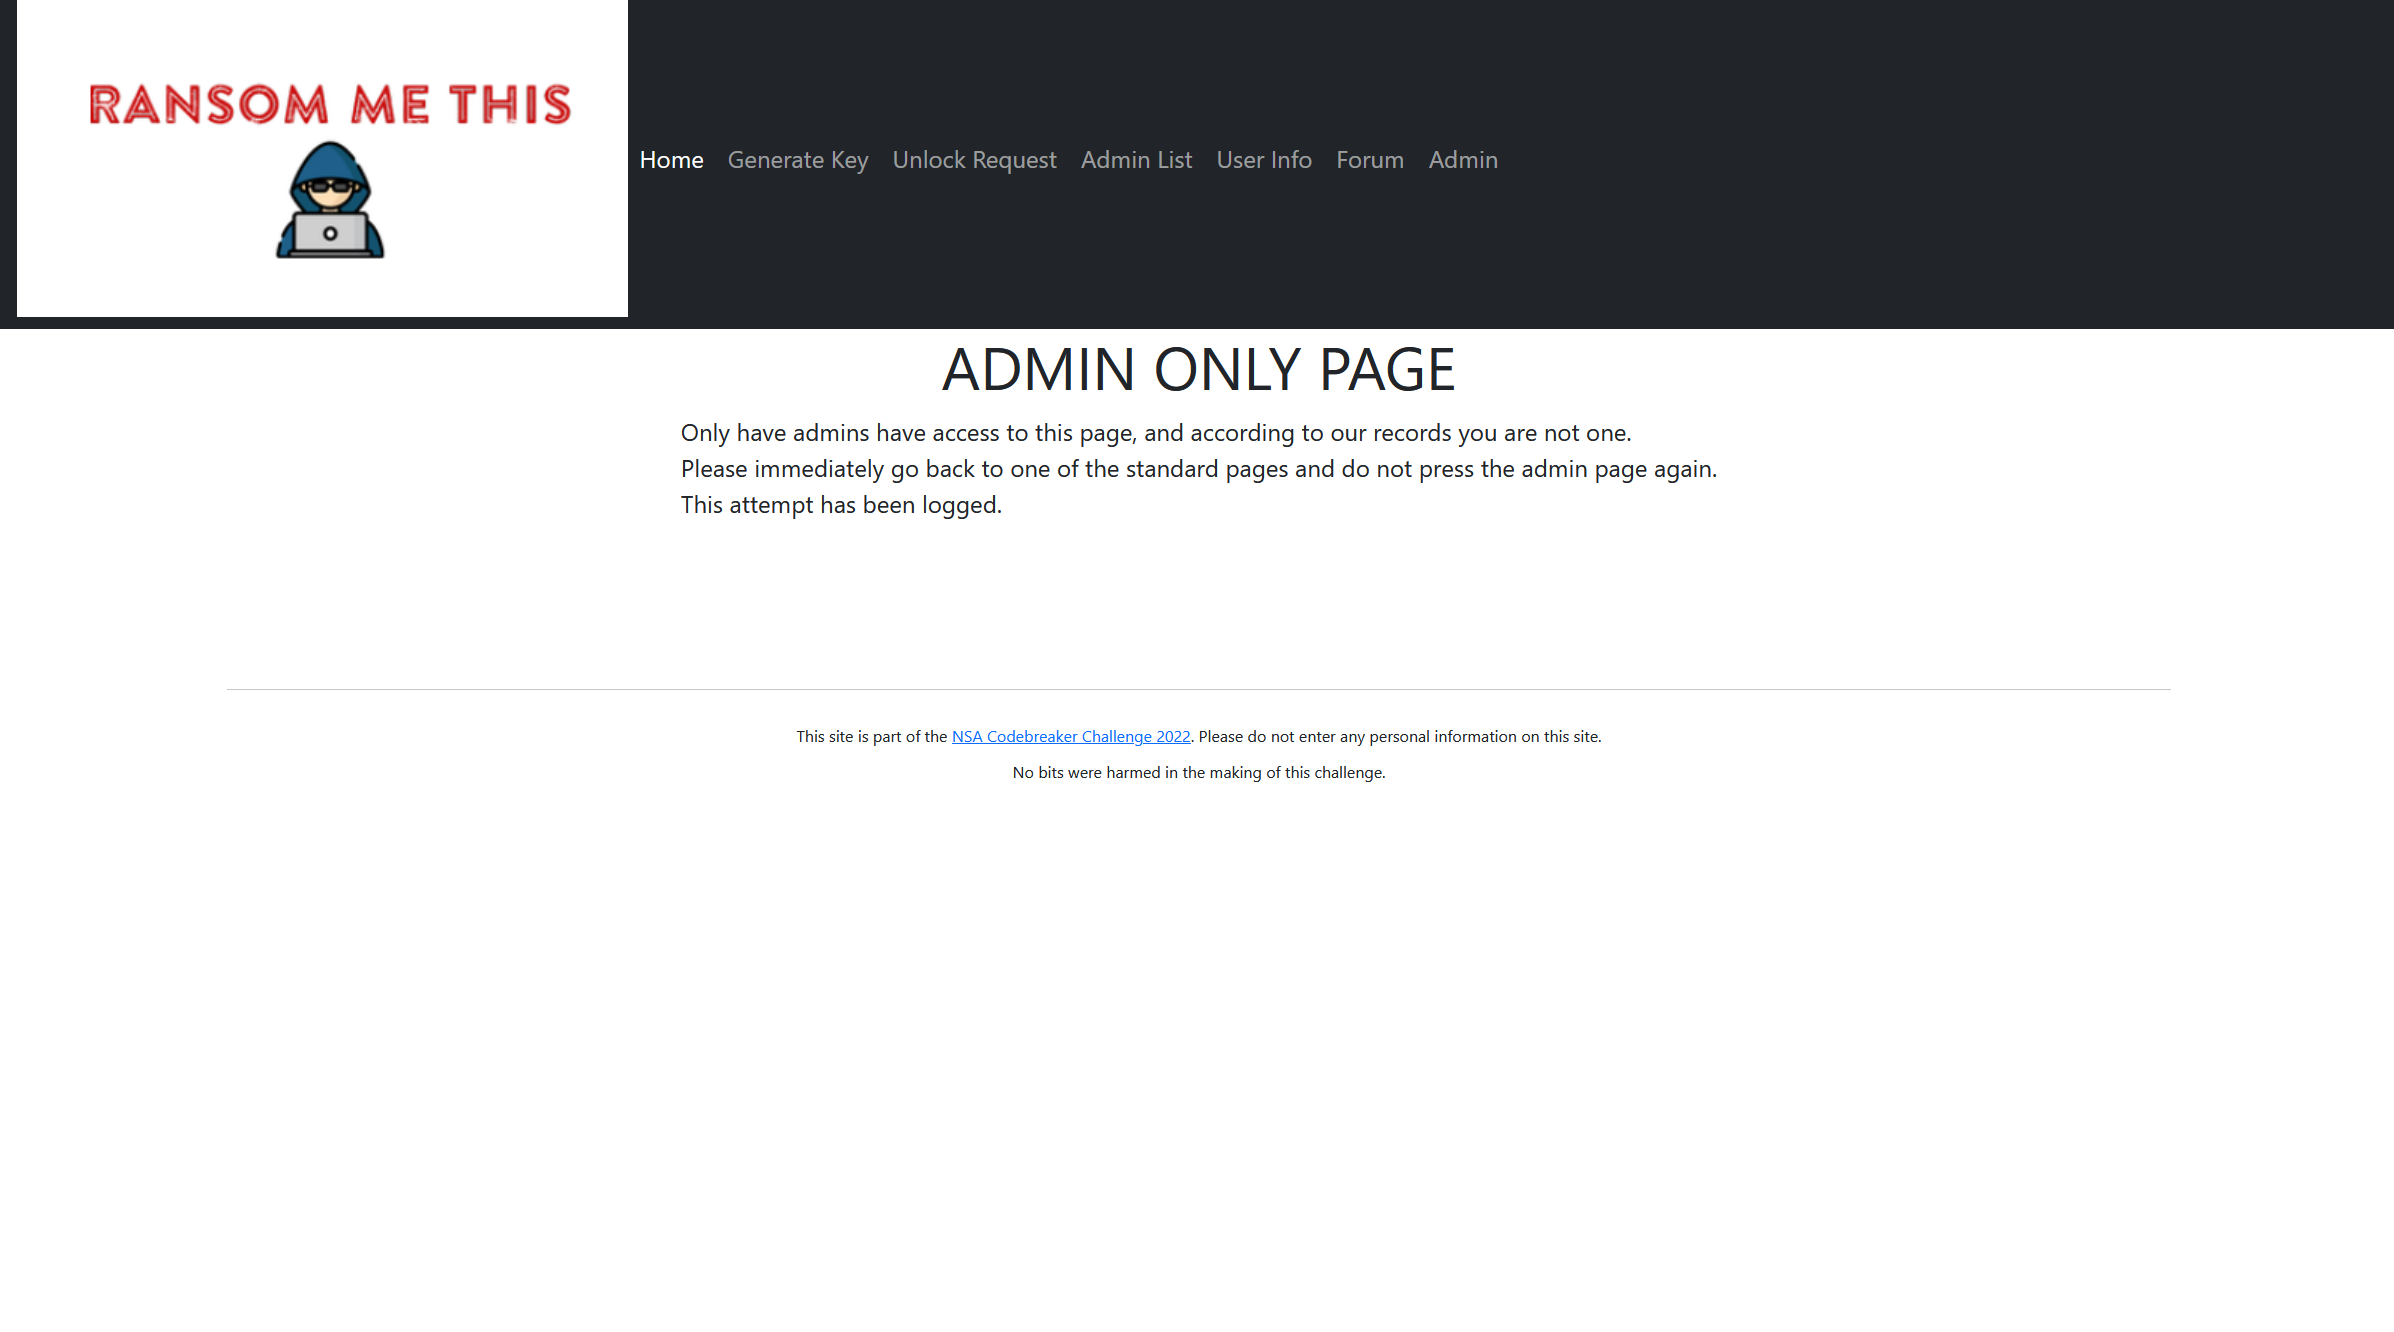 RANSOM ME THIS
Home Generate Key Unlock Request Admin List User Info Forum Admin
ADMIN ONLY PAGE
Only have admins have access to this page, and according to our records you are not one.
Please immediately go back to one of the standard pages and do not press the admin page again.
This attempt has been logged.
This site is part of the NSA Codebreaker Challenge 2022. Please do not enter any personal information on this site.
No bits were harmed in the making of this challenge.